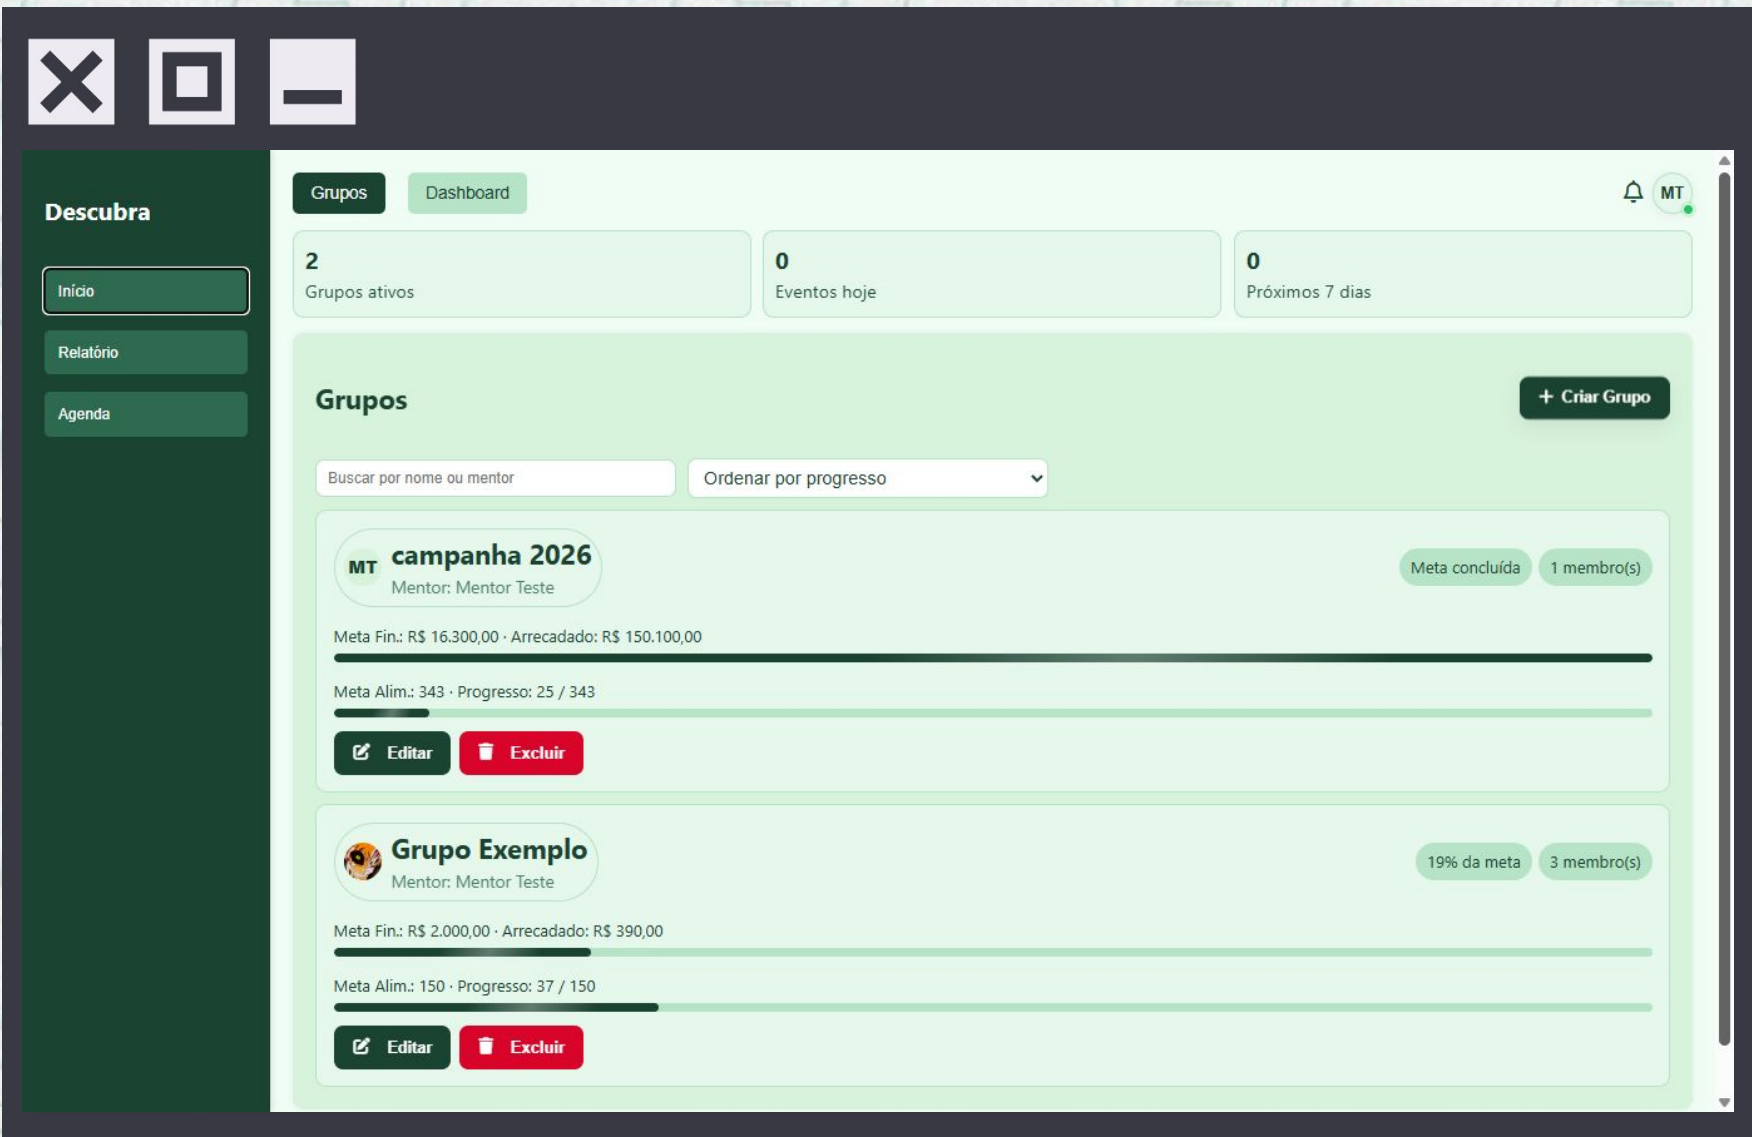 Descubra
Início
Relatório
Agenda
Grupos
Dashboard
MT
2
Grupos ativos
0
Eventos hoje
0
Próximos 7 dias
Grupos
+ Criar Grupo
Buscar por nome ou mentor
Ordenar por progresso
MT
campanha 2026
Mentor: Mentor Teste
Meta concluída
1 membro(s)
Meta Fin.: R$ 16.300,00 · Arrecadado: R$ 150.100,00
Meta Alim.: 343 · Progresso: 25 / 343
Editar
Excluir
Grupo Exemplo
Mentor: Mentor Teste
19% da meta
3 membro(s)
Meta Fin.: R$ 2.000,00 · Arrecadado: R$ 390,00
Meta Alim.: 150 · Progresso: 37 / 150
Editar
Excluir